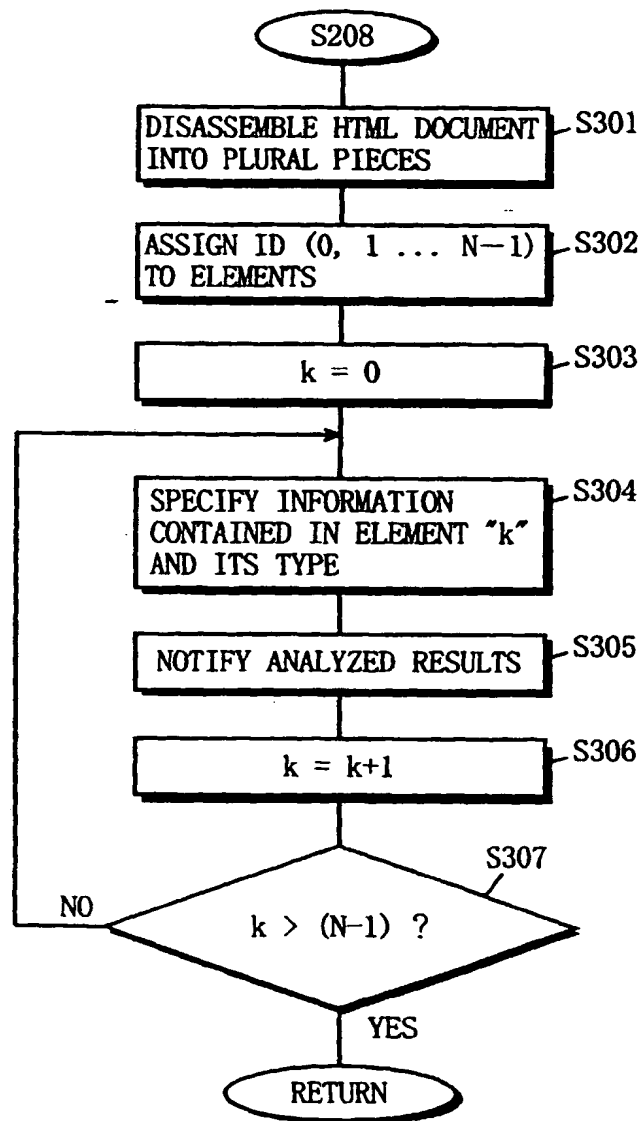 S208
DISASSEMBLE HTML DOCUMENT
INTO PLURAL PIECES
S301
ASSIGN ID (0, 1 ... N-1)
TO ELEMENTS
S302
k = 0
S303
SPECIFY INFORMATION
CONTAINED IN ELEMENT "k"
AND ITS TYPE
S304
NOTIFY ANALYZED RESULTS
S305
k = k+1
S306
S307
k > (N-1) ?
NO
YES
RETURN